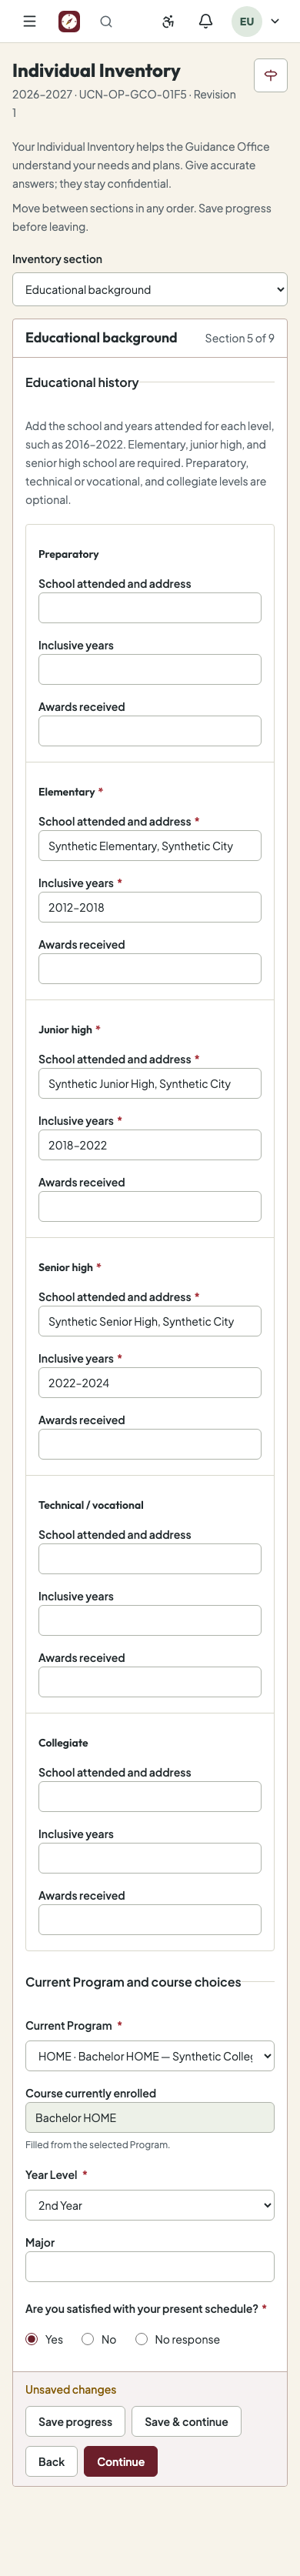 EU
Individual Inventory
2026–2027 · UCN-OP-GCO-01F5 · Revision
1
Your Individual Inventory helps the Guidance Office
understand your needs and plans. Give accurate
answers; they stay confidential.
Move between sections in any order. Save progress
before leaving.
Inventory section
Educational background
Educational background
Section 5 of 9
Educational history
Add the school and years attended for each level,
such as 2016–2022. Elementary, junior high, and
senior high school are required. Preparatory,
technical or vocational, and collegiate levels are
optional.
Preparatory
School attended and address
Inclusive years
Awards received
Elementary *
School attended and address *
Synthetic Elementary, Synthetic City
Inclusive years *
2012–2018
Awards received
Junior high *
School attended and address *
Synthetic Junior High, Synthetic City
Inclusive years *
2018–2022
Awards received
Senior high *
School attended and address *
Synthetic Senior High, Synthetic City
Inclusive years *
2022–2024
Awards received
Technical / vocational
School attended and address
Inclusive years
Awards received
Collegiate
School attended and address
Inclusive years
Awards received
Current Program and course choices
Current Program *
HOME · Bachelor HOME — Synthetic Colleg
Course currently enrolled
Bachelor HOME
Filled from the selected Program.
Year Level *
2nd Year
Major
Are you satisfied with your present schedule? *
Yes No No response
Unsaved changes
Save progress Save & continue
Back Continue